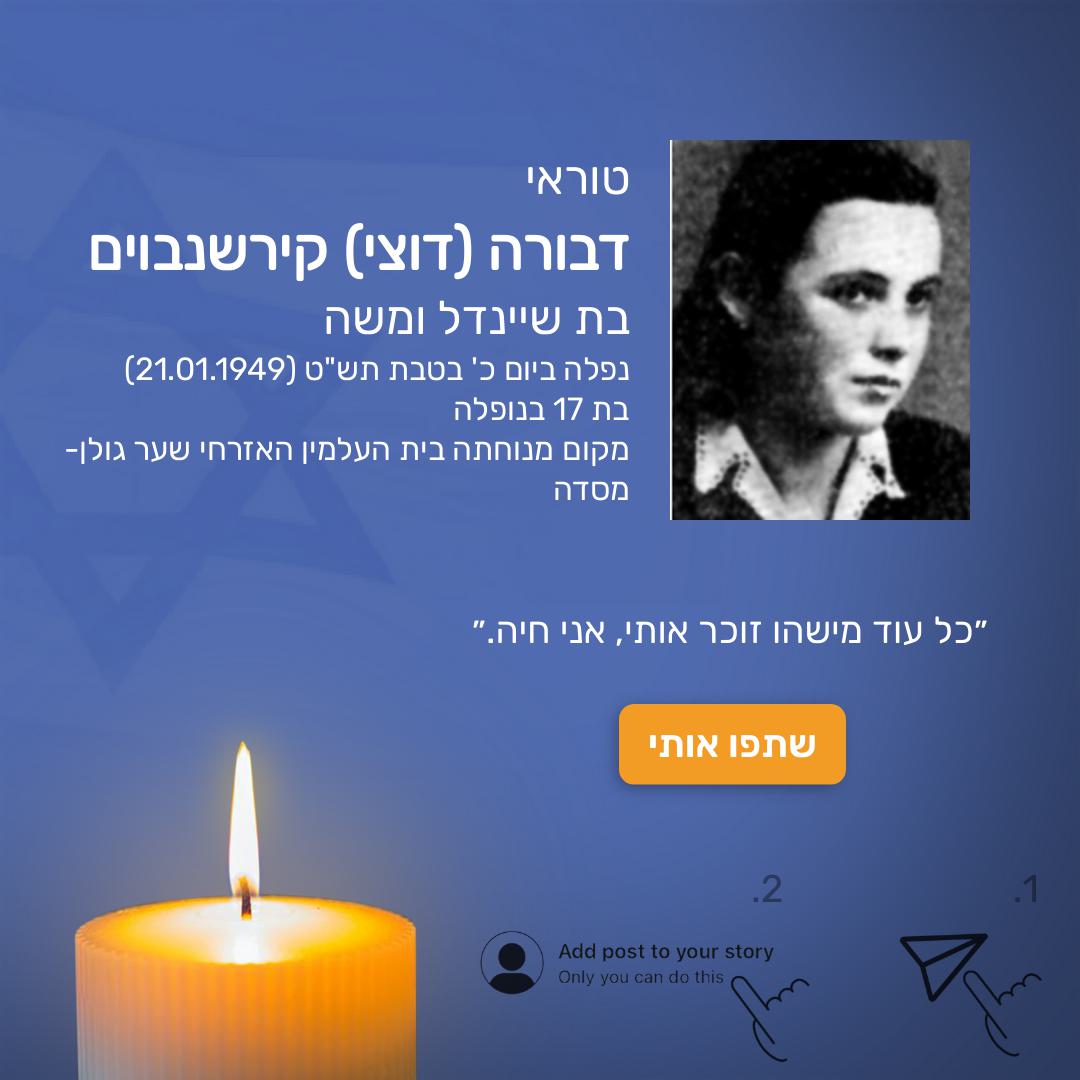 טוראי
דבורה (דוצי) קירשנבוים
בת שיינדל ומשה
נפלה ביום כ' בטבת תש"ט (21.01.1949)
בת 17 בנופלה
מקום מנוחתה בית העלמין האזרחי שער גולן-
מסדה
״כל עוד מישהו זוכר אותי, אני חיה.״
שתפו אותי
.1
.2
Add post to your story
Only you can do this